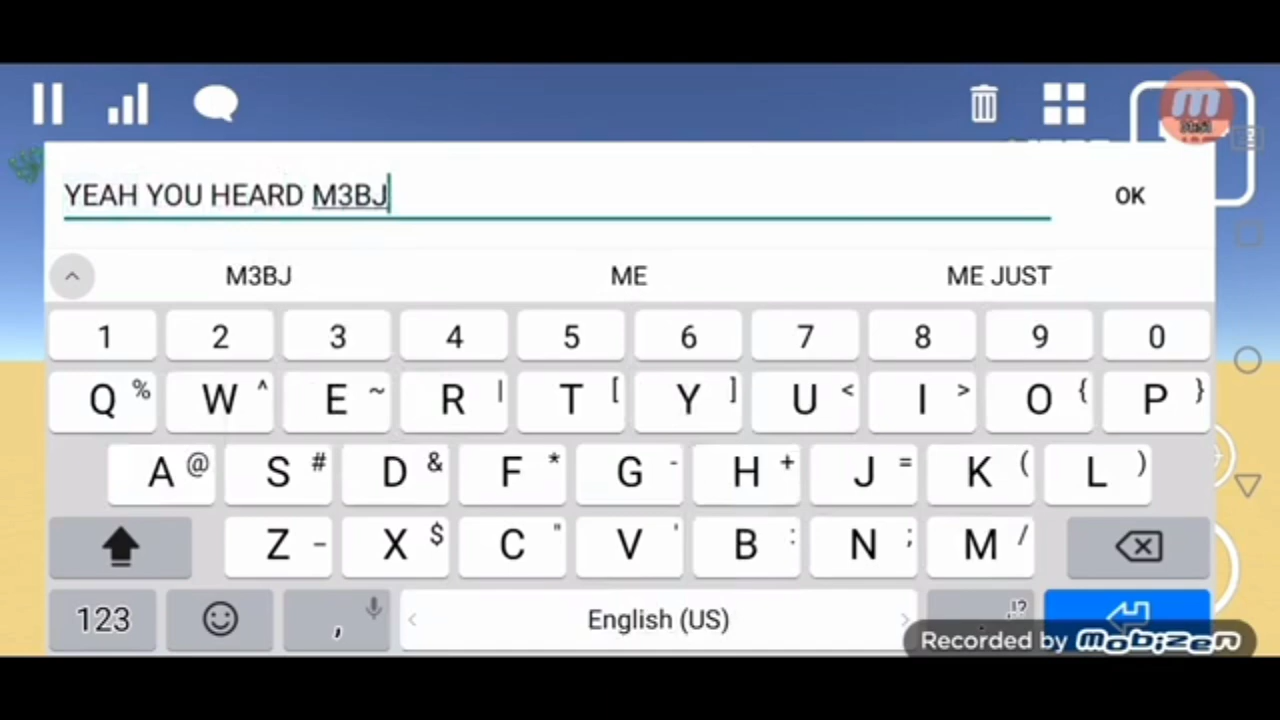 YEAH YOU HEARD M3BJ
OK
M3BJ ME ME JUST
1 2 3 4 5 6 7 8 9 0
Q % W ^ E ~ R | T [ Y ] U < I > O { P }
A @ S # D & F * G - H + J = K ( L )
Z _ X $ C " V ' B : N ; M /
123 , < English (US) > . !?
Recorded by mobizen